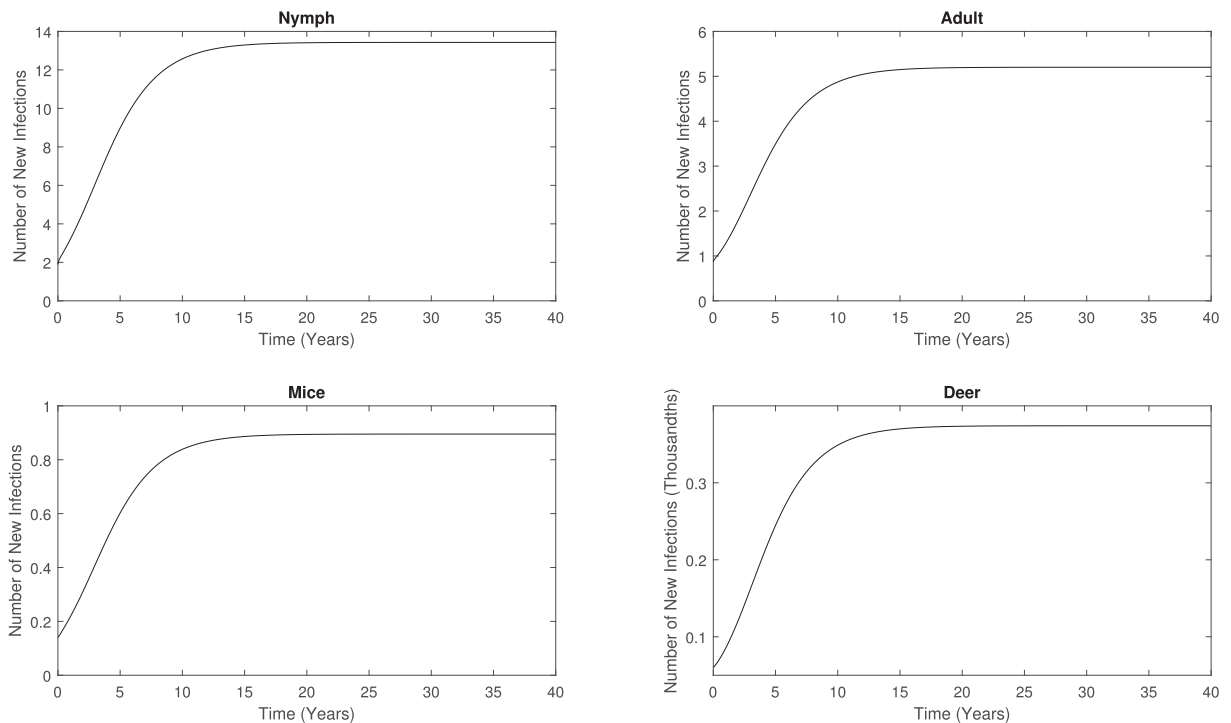 Nymph
Number of New Infections
14
12
10
8
6
4
2
0
0 5 10 15 20 25 30 35 40
Time (Years)
Adult
Number of New Infections
6
5
4
3
2
1
0
0 5 10 15 20 25 30 35 40
Time (Years)
Mice
Number of New Infections
1
0.8
0.6
0.4
0.2
0
0 5 10 15 20 25 30 35 40
Time (Years)
Deer
Number of New Infections (Thousandths)
0.3
0.2
0.1
0 5 10 15 20 25 30 35 40
Time (Years)